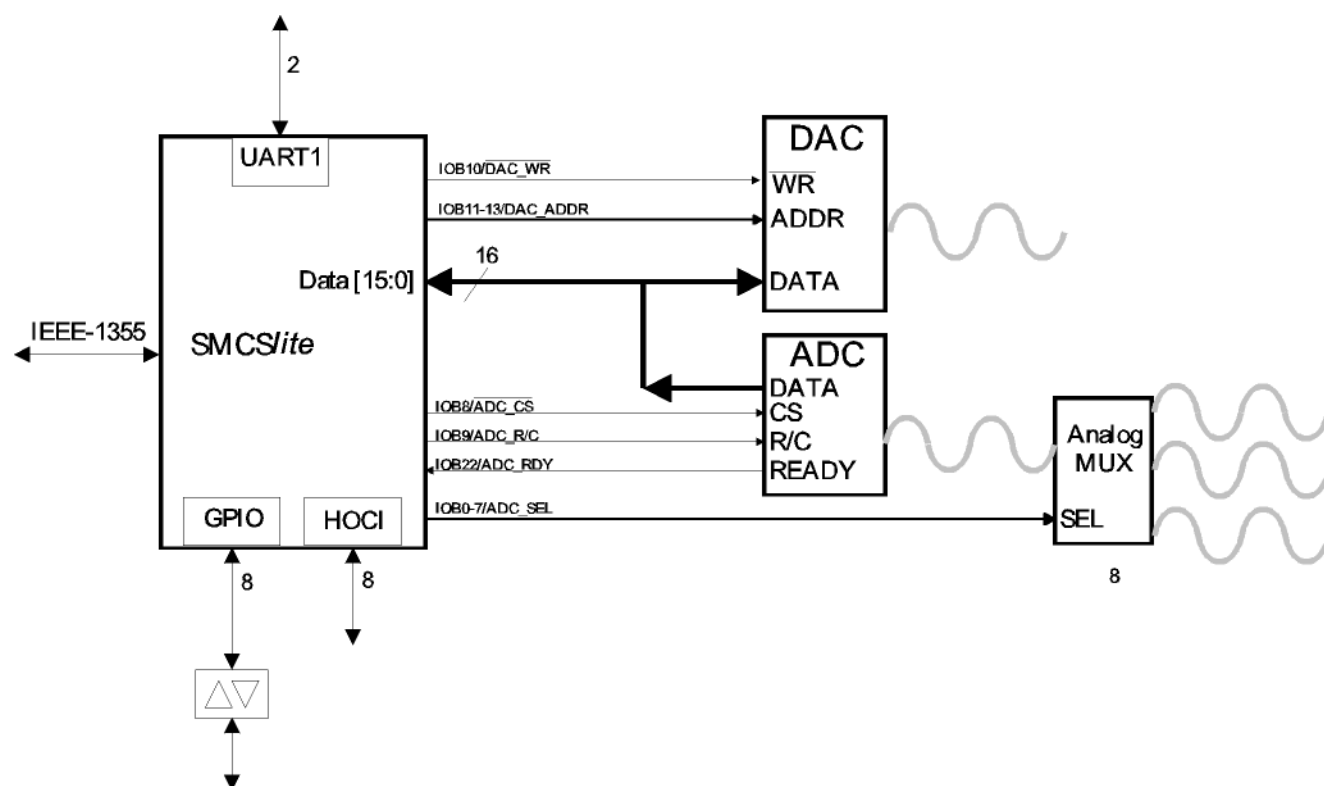 2
UART1
DAC
IOB10/DAC_WR
WR
IOB11-13/DAC_ADDR
ADDR
16
Data [15:0]
DATA
IEEE-1355
SMCSlite
ADC
DATA
IOB8/ADC_CS
CS
IOB9/ADC_R/C
R/C
IOB22/ADC_RDY
READY
Analog
MUX
IOB0-7/ADC_SEL
SEL
GPIO
HOCI
8
8
8